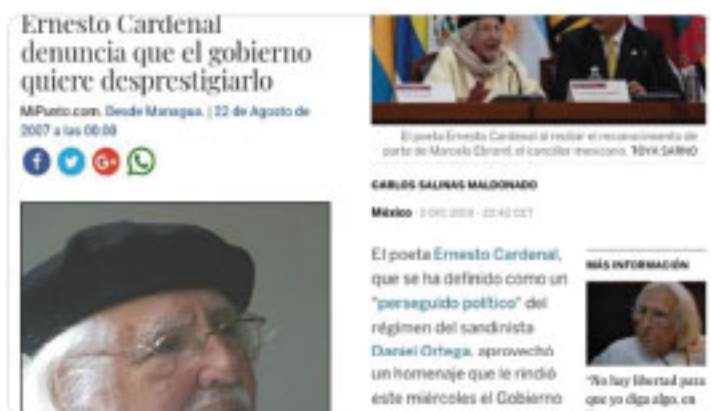 Ernesto Cardenal
denuncia que el gobierno
quiere desprestigiarlo
MiPunto.com. Desde Managua. | 22 de Agosto de
2007 a las 00:00
El poeta Ernesto Cardenal al recibir el reconocimiento de
parte de Marcelo Ebrard, el canciller mexicano. TOYA SARNO
CARLOS SALINAS MALDONADO
México
El poeta Ernesto Cardenal,
que se ha definido como un
"perseguido político" del
régimen del sandinista
Daniel Ortega, aprovechó
un homenaje que le rindió
este miércoles el Gobierno
MÁS INFORMACIÓN
"No hay libertad para
que yo diga algo, en